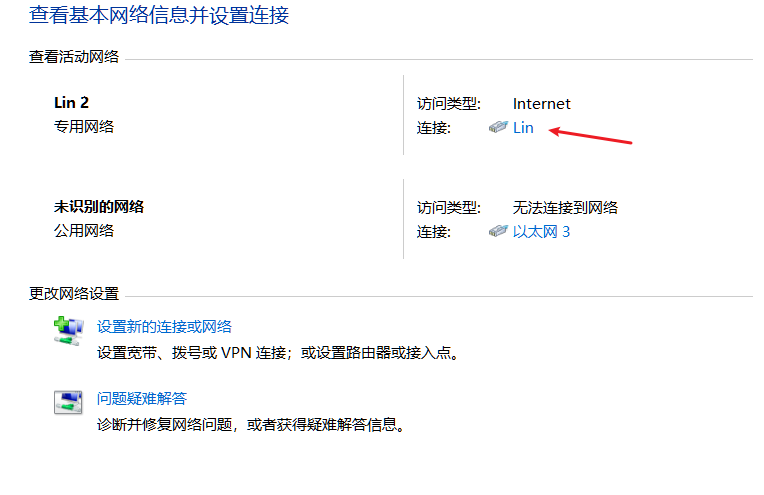 查看基本网络信息并设置连接
查看活动网络
Lin 2
专用网络
访问类型: Internet
连接: Lin
未识别的网络
公用网络
访问类型: 无法连接到网络
连接: 以太网 3
更改网络设置
设置新的连接或网络
设置宽带、拨号或 VPN 连接；或设置路由器或接入点。
问题疑难解答
诊断并修复网络问题，或者获得疑难解答信息。